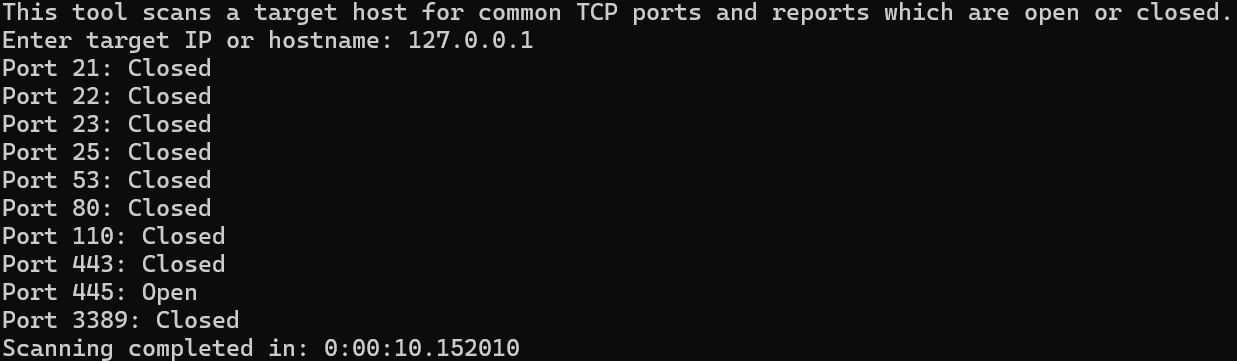 This tool scans a target host for common TCP ports and reports which are open or closed.
Enter target IP or hostname: 127.0.0.1
Port 21: Closed
Port 22: Closed
Port 23: Closed
Port 25: Closed
Port 53: Closed
Port 80: Closed
Port 110: Closed
Port 443: Closed
Port 445: Open
Port 3389: Closed
Scanning completed in: 0:00:10.152010